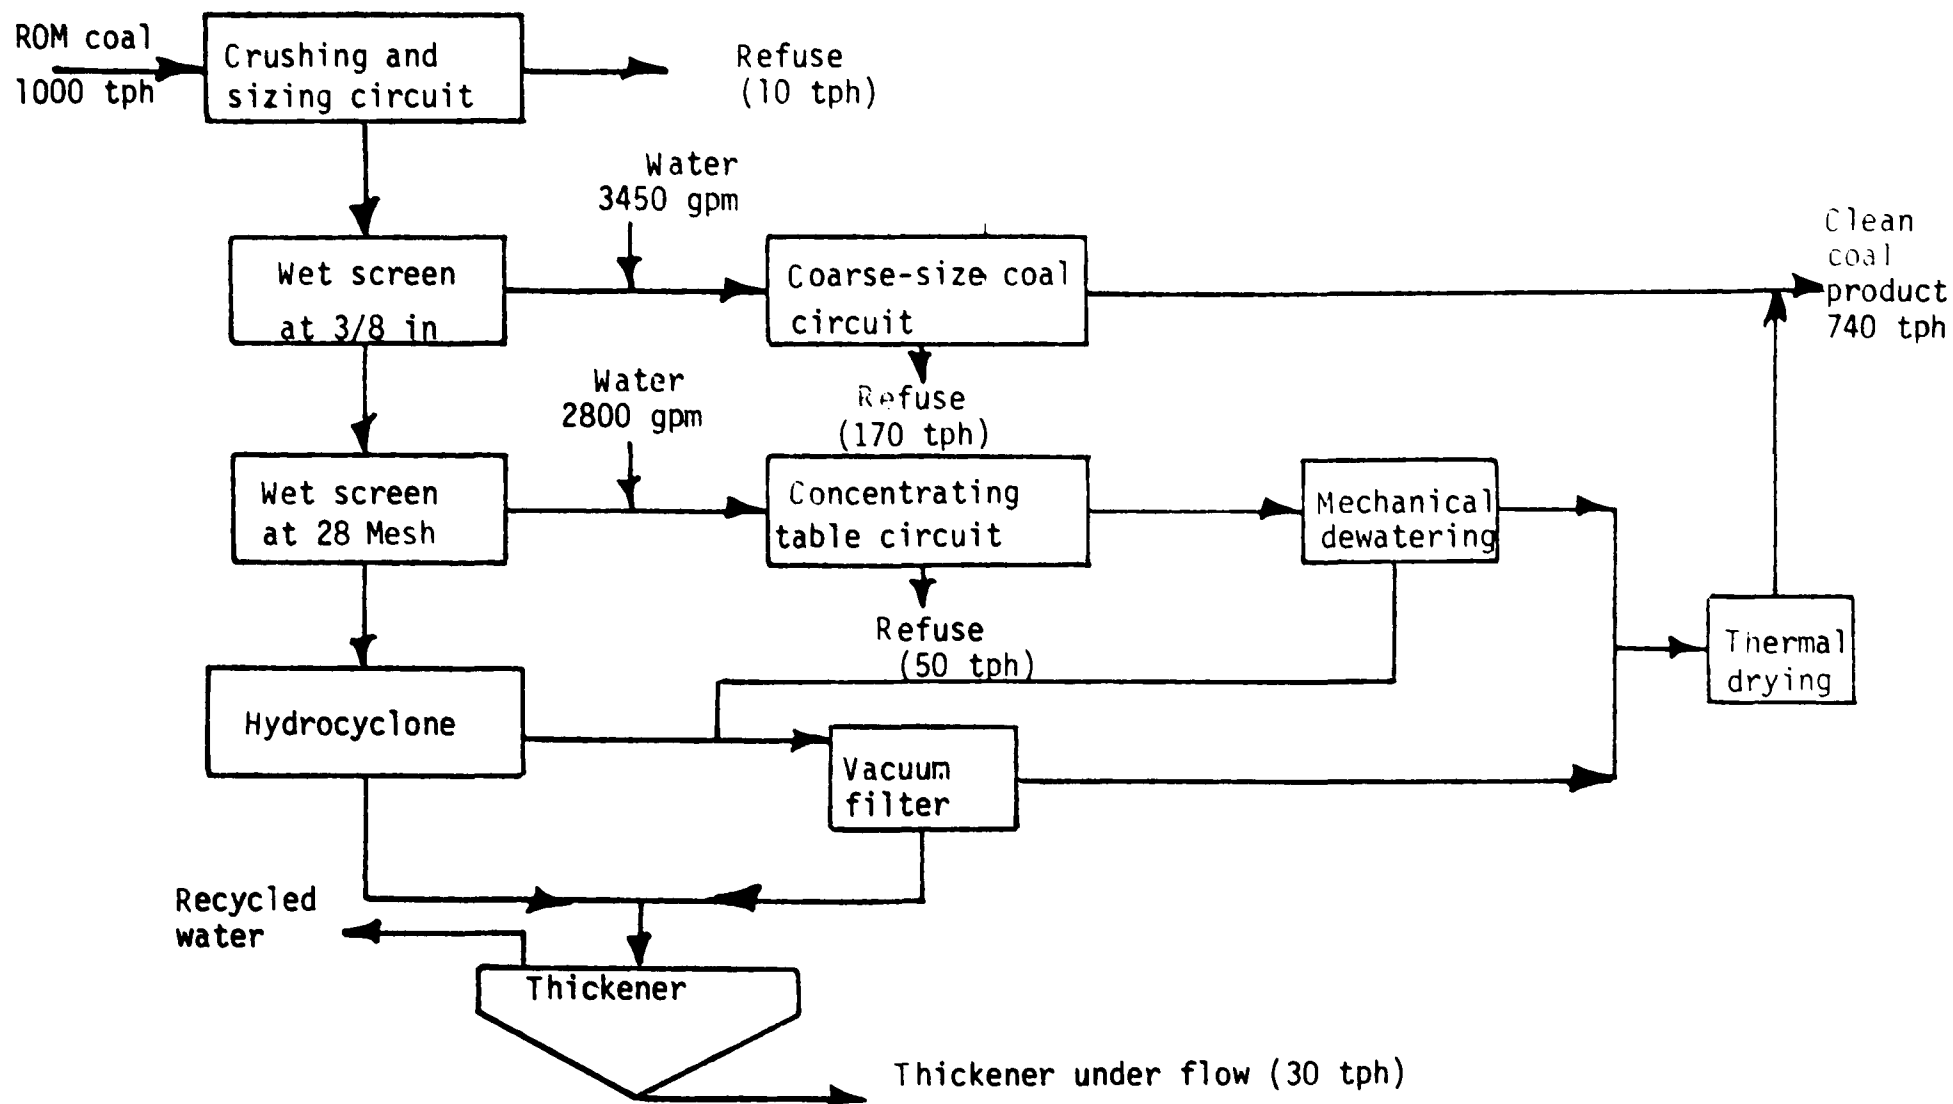 ROM coal
1000 tph
Crushing and
sizing circuit
Refuse
(10 tph)
Water
3450 gpm
Wet screen
at 3/8 in
Coarse-size coal
circuit
Clean
coal
product
740 tph
Refuse
(170 tph)
Water
2800 gpm
Wet screen
at 28 Mesh
Concentrating
table circuit
Mechanical
dewatering
Refuse
(50 tph)
Thermal
drying
Hydrocyclone
Vacuum
filter
Recycled
water
Thickener
Thickener under flow (30 tph)